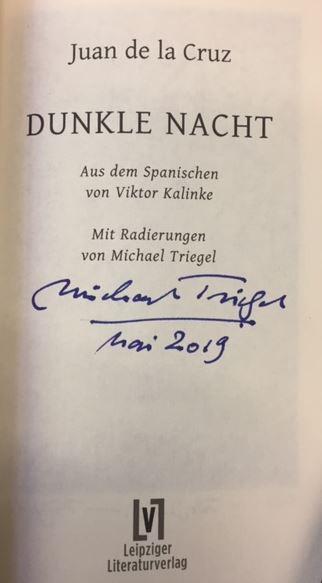 Juan de la Cruz
DUNKLE NACHT
Aus dem Spanischen
von Viktor Kalinke
Mit Radierungen
von Michael Triegel
Michael Triegel
Mai 2019
LV
Leipziger
Literaturverlag